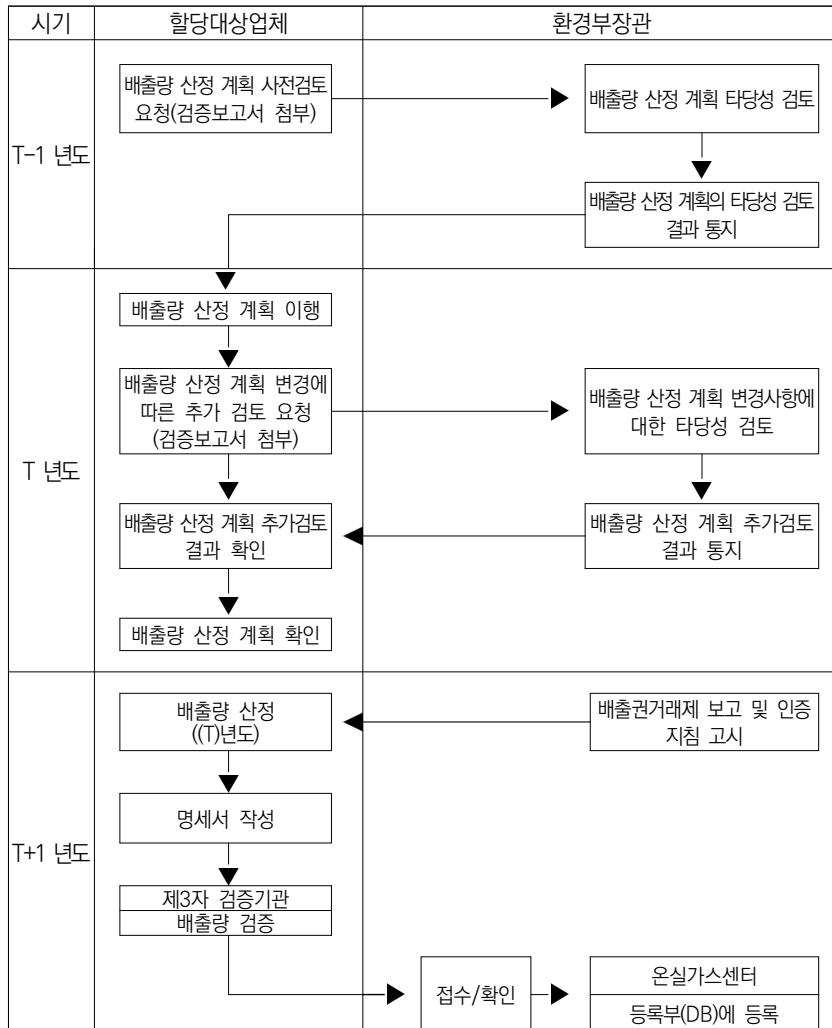 시기
할당대상업체
환경부장관
T-1 년도
배출량 산정 계획 사전검토
요청(검증보고서 첨부)
배출량 산정 계획 타당성 검토
배출량 산정 계획의 타당성 검토
결과 통지
T 년도
배출량 산정 계획 이행
배출량 산정 계획 변경에
따른 추가 검토 요청
(검증보고서 첨부)
배출량 산정 계획 변경사항에
대한 타당성 검토
배출량 산정 계획 추가검토
결과 확인
배출량 산정 계획 추가검토
결과 통지
배출량 산정 계획 확인
T+1 년도
배출량 산정
((T)년도)
배출권거래제 보고 및 인증
지침 고시
명세서 작성
제3자 검증기관
배출량 검증
접수/확인
온실가스센터
등록부(DB)에 등록